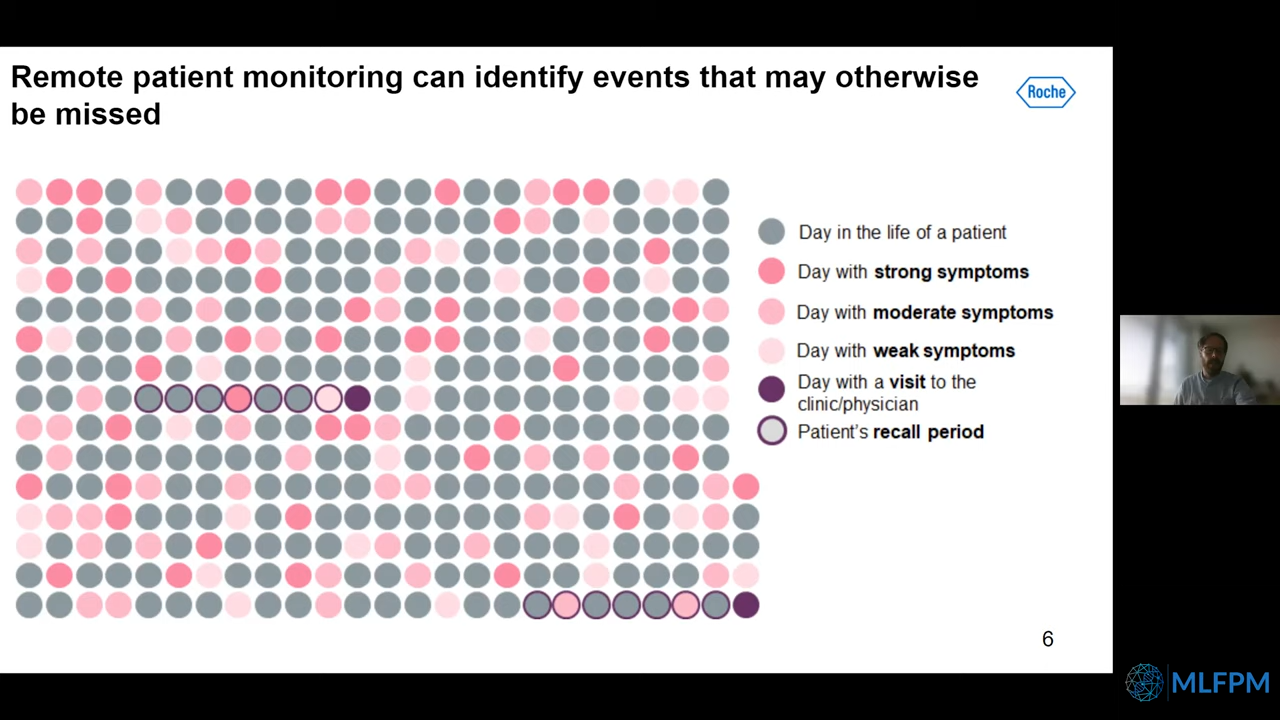 Remote patient monitoring can identify events that may otherwise
be missed
Roche
Day in the life of a patient
Day with strong symptoms
Day with moderate symptoms
Day with weak symptoms
Day with a visit to the
clinic/physician
Patient's recall period
6
MLFPM